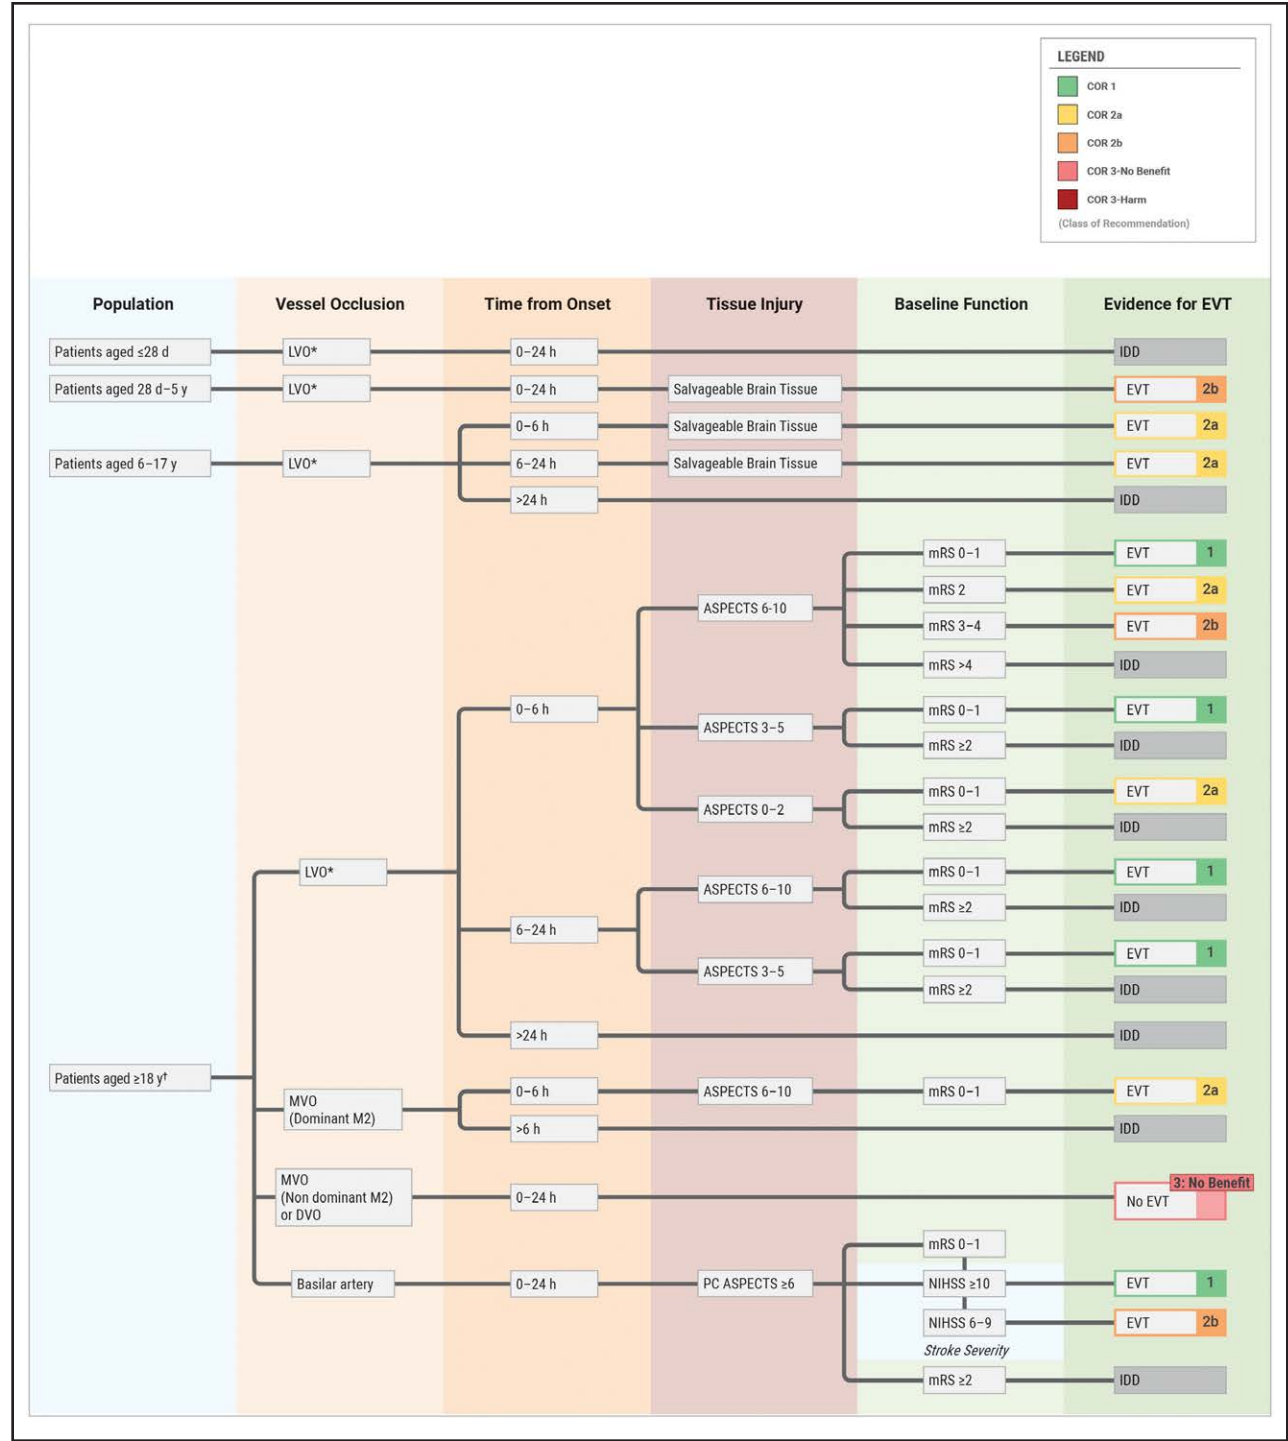 LEGEND
COR 1
COR 2a
COR 2b
COR 3-No Benefit
COR 3-Harm
(Class of Recommendation)
Population Vessel Occlusion Time from Onset Tissue Injury Baseline Function Evidence for EVT
Patients aged ≤28 d LVO* 0–24 h IDD
Patients aged 28 d–5 y LVO* 0–24 h Salvageable Brain Tissue EVT 2b
0–6 h Salvageable Brain Tissue EVT 2a
Patients aged 6–17 y LVO* 6–24 h Salvageable Brain Tissue EVT 2a
>24 h IDD
mRS 0–1 EVT 1
mRS 2 EVT 2a
ASPECTS 6-10
mRS 3–4 EVT 2b
mRS >4 IDD
0–6 h mRS 0–1 EVT 1
ASPECTS 3–5
mRS ≥2 IDD
mRS 0–1 EVT 2a
ASPECTS 0–2
mRS ≥2 IDD
LVO* mRS 0–1 EVT 1
ASPECTS 6–10
mRS ≥2 IDD
6–24 h
mRS 0–1 EVT 1
ASPECTS 3–5
mRS ≥2 IDD
>24 h IDD
Patients aged ≥18 y†
0–6 h ASPECTS 6–10 mRS 0–1 EVT 2a
MVO
(Dominant M2)
>6 h IDD
3: No Benefit
MVO
(Non dominant M2) 0–24 h No EVT
or DVO
mRS 0–1
Basilar artery 0–24 h PC ASPECTS ≥6 NIHSS ≥10 EVT 1
NIHSS 6–9 EVT 2b
Stroke Severity
mRS ≥2 IDD